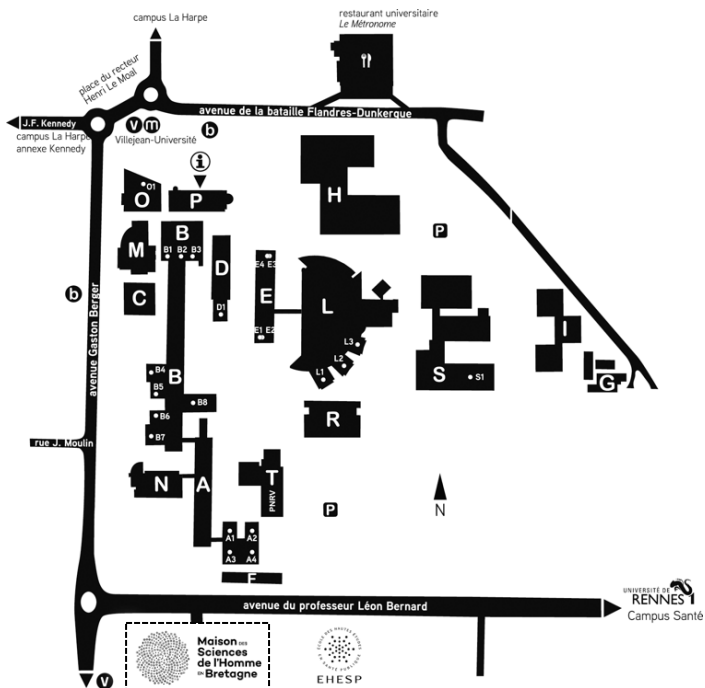 campus La Harpe
restaurant universitaire
Le Métronome
place du recteur
Henri Le Moal
J.F. Kennedy
campus La Harpe
annexe Kennedy
v m
Villejean-Université
b
avenue de la bataille Flandres-Dunkerque
i
O1
O
P
H
B
B1 B2 B3
M
D
E4 E3
P
C
E
L
b
D1
E1 E2
L3
L2
L1
I
S
S1
G
avenue Gaston Berger
B4
B
B5
B8
B6
B7
R
rue J. Moulin
N
A
T
PNRV
P
N
A1 A2
A3 A4
F
avenue du professeur Léon Bernard
UNIVERSITÉ DE
RENNES 1
Campus Santé
Maison DES
Sciences
de l'Homme
EN Bretagne
EHESP
v